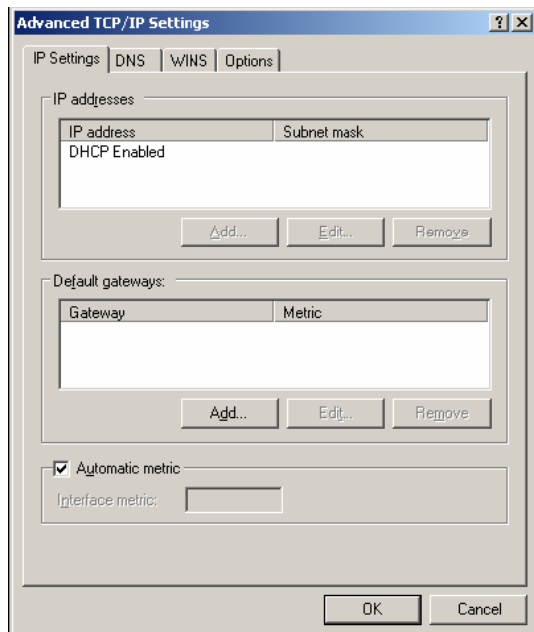 Advanced TCP/IP Settings
IP Settings DNS WINS Options
IP addresses
IP address Subnet mask
DHCP Enabled
Add... Edit... Remove
Default gateways:
Gateway Metric
Add... Edit... Remove
Automatic metric
Interface metric:
OK Cancel